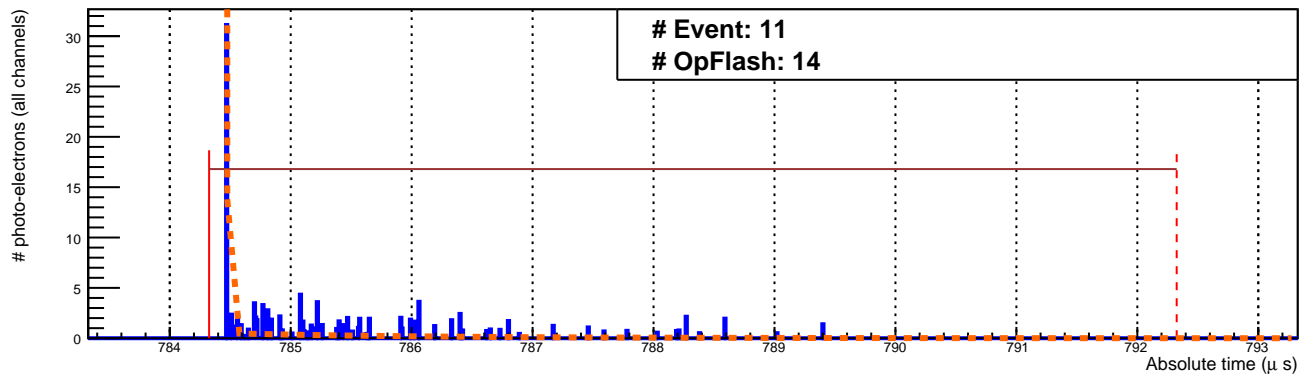 # Event: 11
# OpFlash: 14
# photo-electrons (all channels)
30
25
20
15
10
5
0
784 785 786 787 788 789 790 791 792 793
Absolute time (μ s)